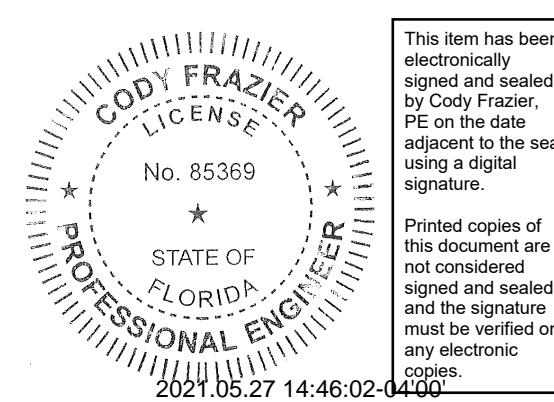 CODY FRAZIER
LICENSE
No. 85369
STATE OF
FLORIDA
PROFESSIONAL ENGINEER
2021.05.27 14:46:02-04'00'
This item has been
electronically
signed and sealed
by Cody Frazier,
PE on the date
adjacent to the sea
using a digital
signature.
Printed copies of
this document are
not considered
signed and sealed
and the signature
must be verified on
any electronic
copies.